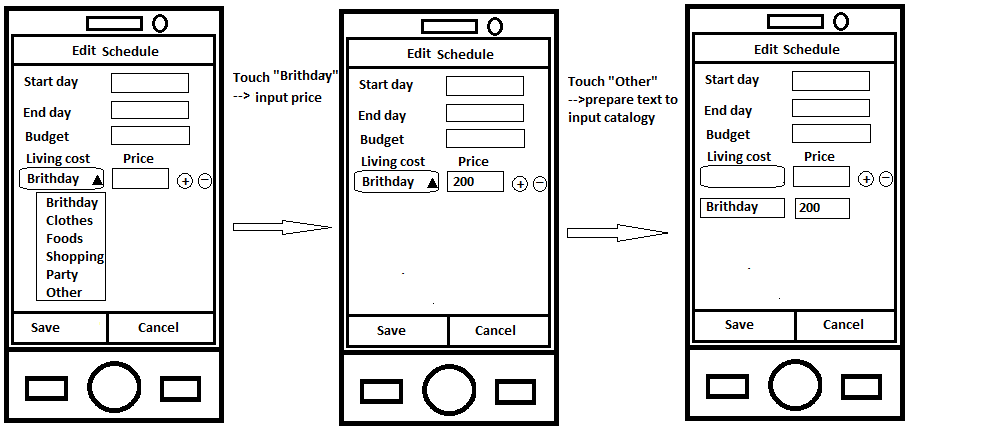 Edit Schedule
Start day
End day
Budget
Living cost Price
Brithday
Brithday
Clothes
Foods
Shopping
Party
Other
Save Cancel
Touch "Brithday"
--> input price
Edit Schedule
Start day
End day
Budget
Living cost Price
Brithday 200
Save Cancel
Touch "Other"
-->prepare text to
input catalogy
Edit Schedule
Start day
End day
Budget
Living cost Price
Brithday 200
Save Cancel